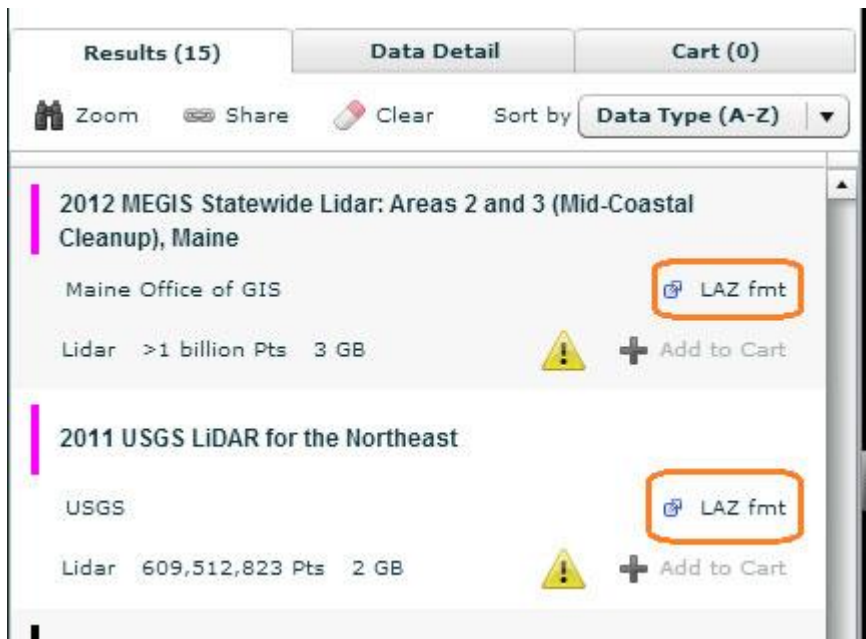 Results (15) Data Detail Cart (0)
Zoom Share Clear Sort by Data Type (A-Z)
2012 MEGIS Statewide Lidar: Areas 2 and 3 (Mid-Coastal
Cleanup), Maine
Maine Office of GIS LAZ fmt
Lidar >1 billion Pts 3 GB Add to Cart
2011 USGS LiDAR for the Northeast
USGS LAZ fmt
Lidar 609,512,823 Pts 2 GB Add to Cart